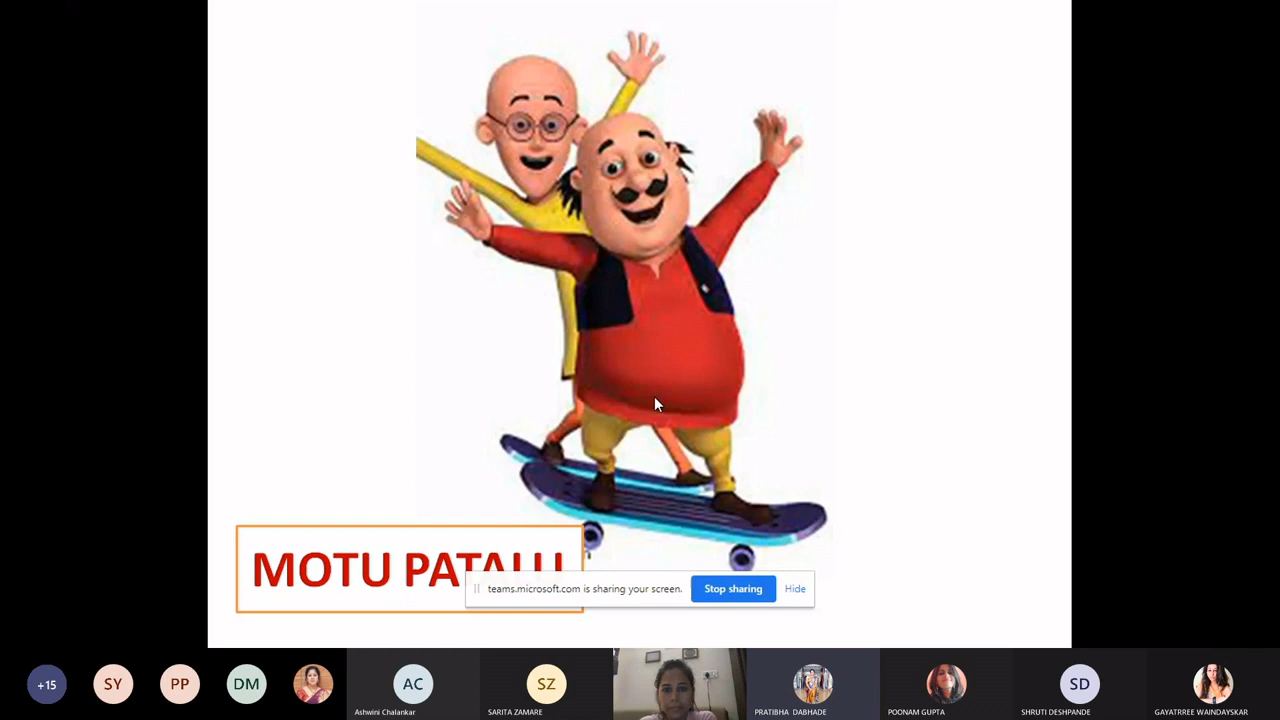 MOTU PATALU
teams.microsoft.com is sharing your screen.
Stop sharing
Hide
+15
SY
PP
DM
AC
Ashwini Chalankar
SZ
SARITA ZAMARE
PRATIBHA DABHADE
POONAM GUPTA
SD
SHRUTI DESHPANDE
GAYATRREE WAINDAYSKAR